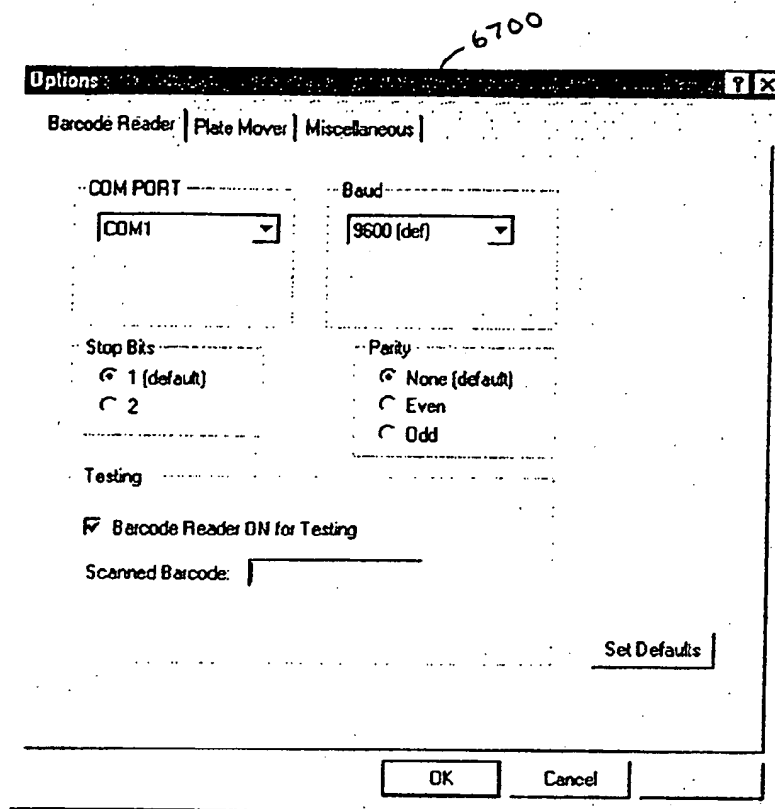 6700
Options
Barcode Reader Plate Mover Miscellaneous
COM PORT Baud
COM1 9600 (def)
Stop Bits Parity
1 (default) None (default)
2 Even
Odd
Testing
Barcode Reader ON for Testing
Scanned Barcode:
Set Defaults
OK Cancel